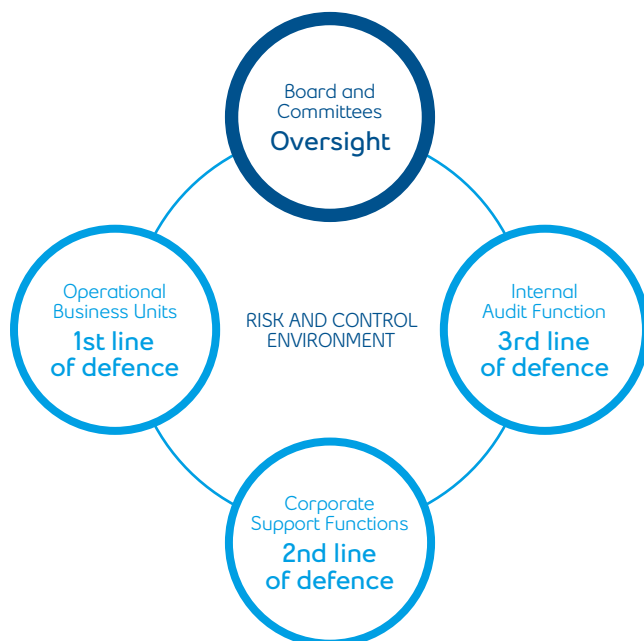 Board and
Committees
Oversight
Operational
Business Units
1st line
of defence
RISK AND CONTROL
ENVIRONMENT
Internal
Audit Function
3rd line
of defence
Corporate
Support Functions
2nd line
of defence